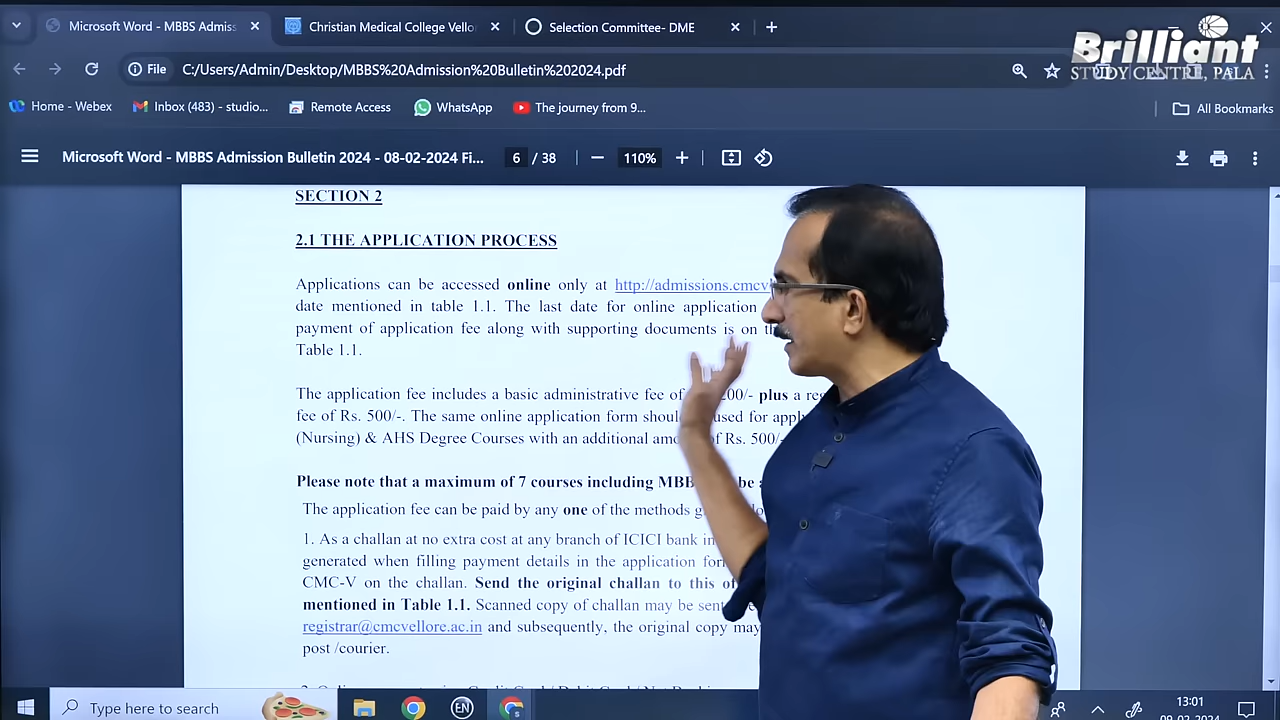 Microsoft Word - MBBS Admiss
Christian Medical College Vello
Selection Committee- DME
Brilliant
STUDY CENTRE, PALA
File
C:/Users/Admin/Desktop/MBBS%20Admission%20Bulletin%202024.pdf
Home - Webex
Inbox (483) - studio...
Remote Access
WhatsApp
The journey from 9...
All Bookmarks
Microsoft Word - MBBS Admission Bulletin 2024 - 08-02-2024 Fi...
6 / 38
110%
SECTION 2
2.1 THE APPLICATION PROCESS
Applications can be accessed online only at http://admissions.cmcv
date mentioned in table 1.1. The last date for online application
payment of application fee along with supporting documents is on
Table 1.1.
The application fee includes a basic administrative fee of 200/- plus a
fee of Rs. 500/-. The same online application form used for
(Nursing) & AHS Degree Courses with an additional of Rs. 500/-
Please note that a maximum of 7 courses including be
The application fee can be paid by any one of the methods
1. As a challan at no extra cost at any branch of ICICI bank in
generated when filling payment details in the application
CMC-V on the challan. Send the original challan to this
mentioned in Table 1.1. Scanned copy of challan may be
registrar@cmcvellore.ac.in and subsequently, the original copy may
post /courier.
Type here to search
EN
13:01
09-02-2024